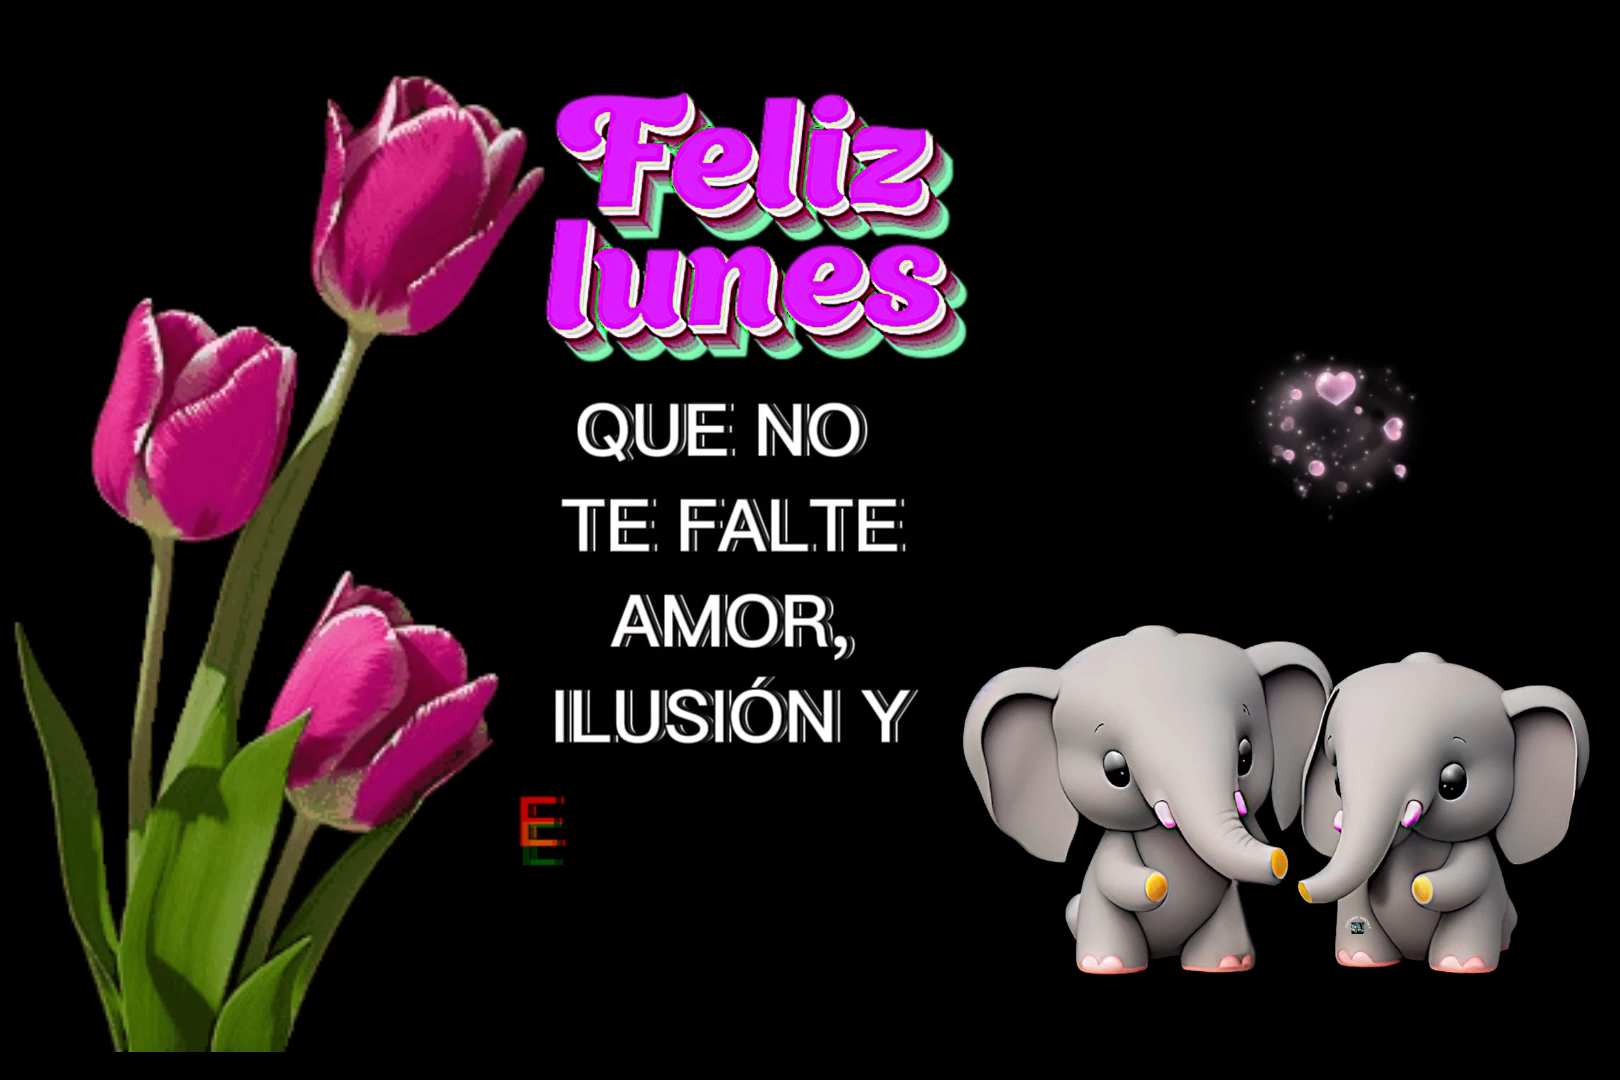 Feliz
lunes
QUE NO
TE FALTE
AMOR,
ILUSIÓN Y
E